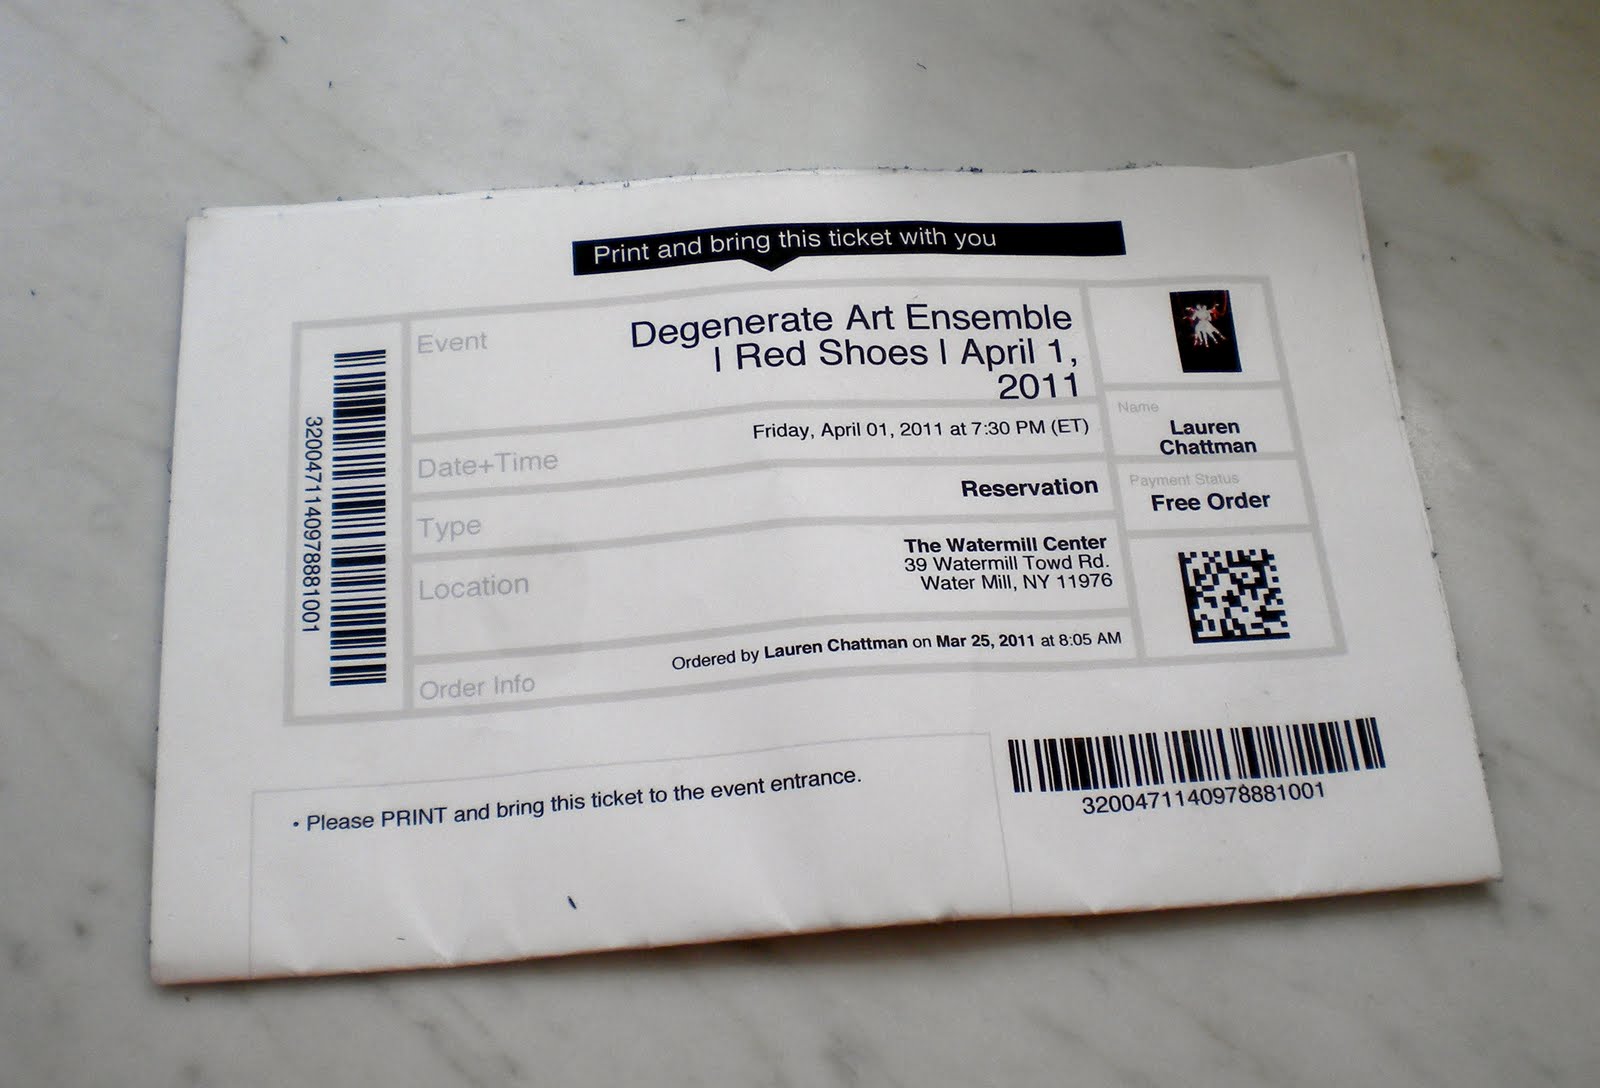 Print and bring this ticket with you
Event
Degenerate Art Ensemble
| Red Shoes | April 1,
2011
Date+Time
Friday, April 01, 2011 at 7:30 PM (ET)
Type
Reservation
Location
The Watermill Center
39 Watermill Towd Rd.
Water Mill, NY 11976
Order Info
Ordered by Lauren Chattman on Mar 25, 2011 at 8:05 AM
Name
Lauren
Chattman
Payment Status
Free Order
3200471140978881001
• Please PRINT and bring this ticket to the event entrance.
3200471140978881001